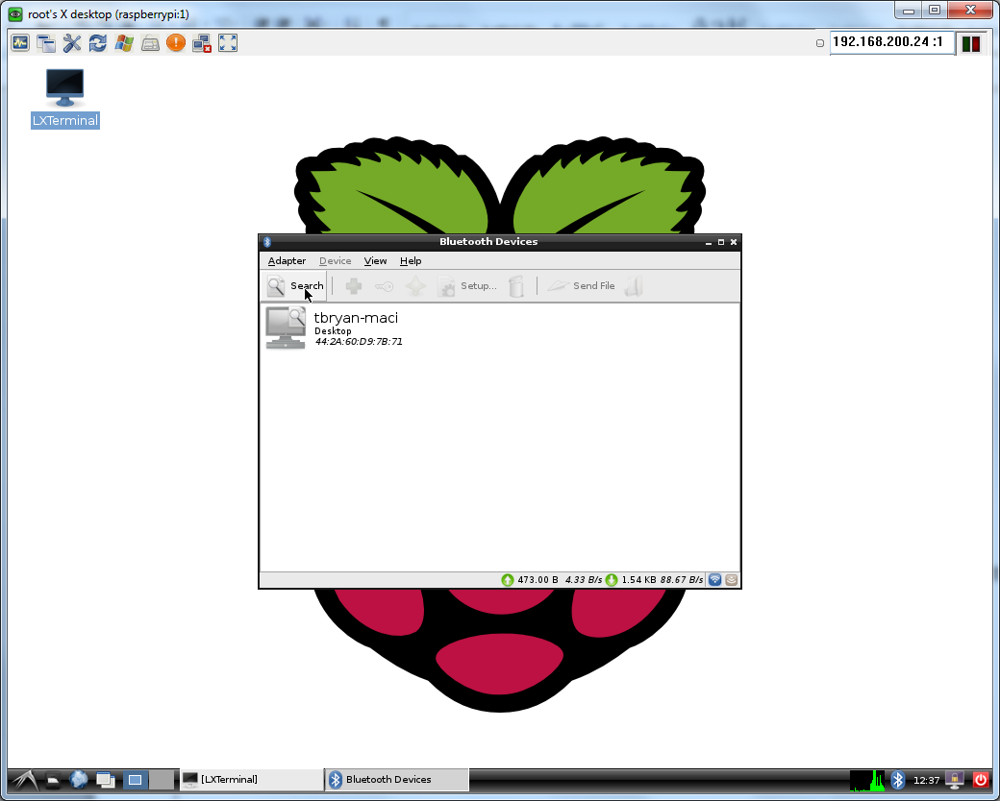 root's X desktop (raspberrypi:1)
192.168.200.24 :1
LXTerminal
Bluetooth Devices
Adapter Device View Help
Search Setup... Send File
tbryan-maci
Desktop
44:2A:60:D9:7B:71
473.00 B 4.33 B/s 1.54 KB 88.67 B/s
[LXTerminal] Bluetooth Devices 12:37